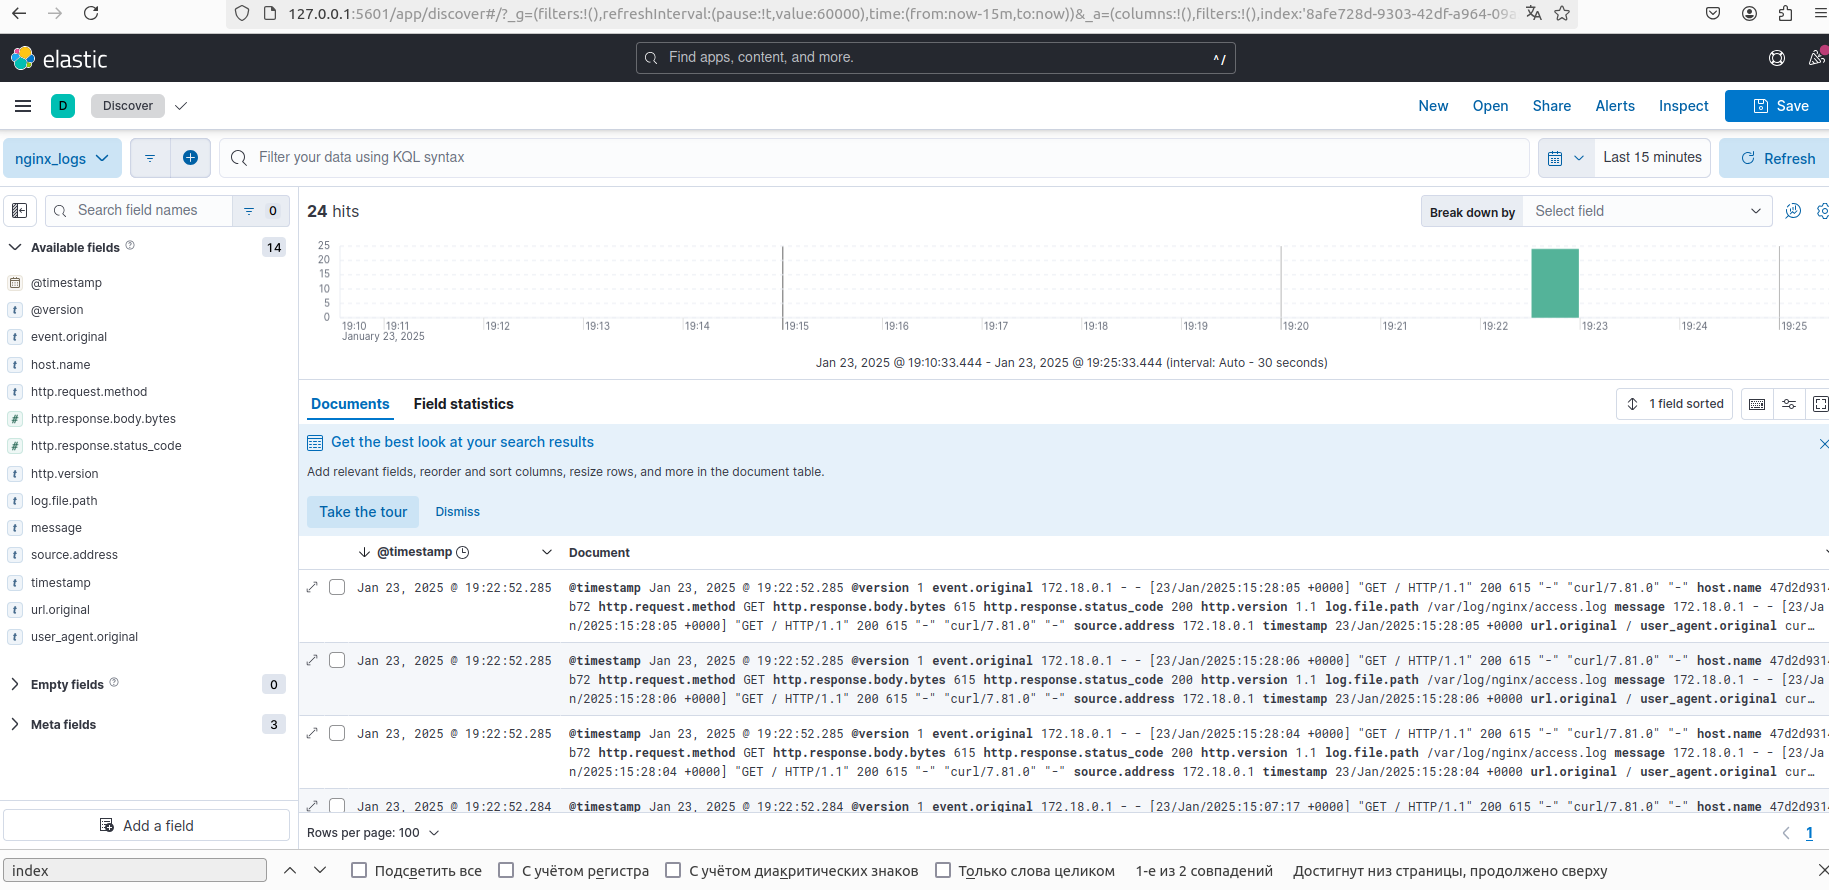 127.0.0.1:5601/app/discover#/?_g=(filters:!(),refreshInterval:(pause:!t,value:60000),time:(from:now-15m,to:now))&_a=(columns:!(),filters:!(),index:'8afe728d-9303-42df-a964-09a
elastic
Find apps, content, and more.
^/
D
Discover
New
Open
Share
Alerts
Inspect
Save
nginx_logs
Filter your data using KQL syntax
Last 15 minutes
Refresh
Search field names
0
Available fields
14
@timestamp
@version
event.original
host.name
http.request.method
http.response.body.bytes
http.response.status_code
http.version
log.file.path
message
source.address
timestamp
url.original
user_agent.original
Empty fields
0
Meta fields
3
Add a field
24 hits
Break down by
Select field
25
20
15
10
5
0
19:10 19:11 19:12 19:13 19:14 19:15 19:16 19:17 19:18 19:19 19:20 19:21 19:22 19:23 19:24 19:25
January 23, 2025
Jan 23, 2025 @ 19:10:33.444 - Jan 23, 2025 @ 19:25:33.444 (interval: Auto - 30 seconds)
Documents
Field statistics
1 field sorted
Get the best look at your search results
Add relevant fields, reorder and sort columns, resize rows, and more in the document table.
Take the tour
Dismiss
@timestamp
Document
Jan 23, 2025 @ 19:22:52.285
@timestamp Jan 23, 2025 @ 19:22:52.285 @version 1 event.original 172.18.0.1 - - [23/Jan/2025:15:28:05 +0000] "GET / HTTP/1.1" 200 615 "-" "curl/7.81.0" "-" host.name 47d2d931
b72 http.request.method GET http.response.body.bytes 615 http.response.status_code 200 http.version 1.1 log.file.path /var/log/nginx/access.log message 172.18.0.1 - - [23/Ja
n/2025:15:28:05 +0000] "GET / HTTP/1.1" 200 615 "-" "curl/7.81.0" "-" source.address 172.18.0.1 timestamp 23/Jan/2025:15:28:05 +0000 url.original / user_agent.original cur…
Jan 23, 2025 @ 19:22:52.285
@timestamp Jan 23, 2025 @ 19:22:52.285 @version 1 event.original 172.18.0.1 - - [23/Jan/2025:15:28:06 +0000] "GET / HTTP/1.1" 200 615 "-" "curl/7.81.0" "-" host.name 47d2d931
b72 http.request.method GET http.response.body.bytes 615 http.response.status_code 200 http.version 1.1 log.file.path /var/log/nginx/access.log message 172.18.0.1 - - [23/Ja
n/2025:15:28:06 +0000] "GET / HTTP/1.1" 200 615 "-" "curl/7.81.0" "-" source.address 172.18.0.1 timestamp 23/Jan/2025:15:28:06 +0000 url.original / user_agent.original cur…
Jan 23, 2025 @ 19:22:52.285
@timestamp Jan 23, 2025 @ 19:22:52.285 @version 1 event.original 172.18.0.1 - - [23/Jan/2025:15:28:04 +0000] "GET / HTTP/1.1" 200 615 "-" "curl/7.81.0" "-" host.name 47d2d931
b72 http.request.method GET http.response.body.bytes 615 http.response.status_code 200 http.version 1.1 log.file.path /var/log/nginx/access.log message 172.18.0.1 - - [23/Ja
n/2025:15:28:04 +0000] "GET / HTTP/1.1" 200 615 "-" "curl/7.81.0" "-" source.address 172.18.0.1 timestamp 23/Jan/2025:15:28:04 +0000 url.original / user_agent.original cur…
Jan 23, 2025 @ 19:22:52.284
@timestamp Jan 23, 2025 @ 19:22:52.284 @version 1 event.original 172.18.0.1 - - [23/Jan/2025:15:07:17 +0000] "GET / HTTP/1.1" 200 615 "-" "curl/7.81.0" "-" host.name 47d2d931
Rows per page: 100
1
index
Подсветить все
С учётом регистра
С учётом диакритических знаков
Только слова целиком
1-е из 2 совпадений
Достигнут низ страницы, продолжено сверху